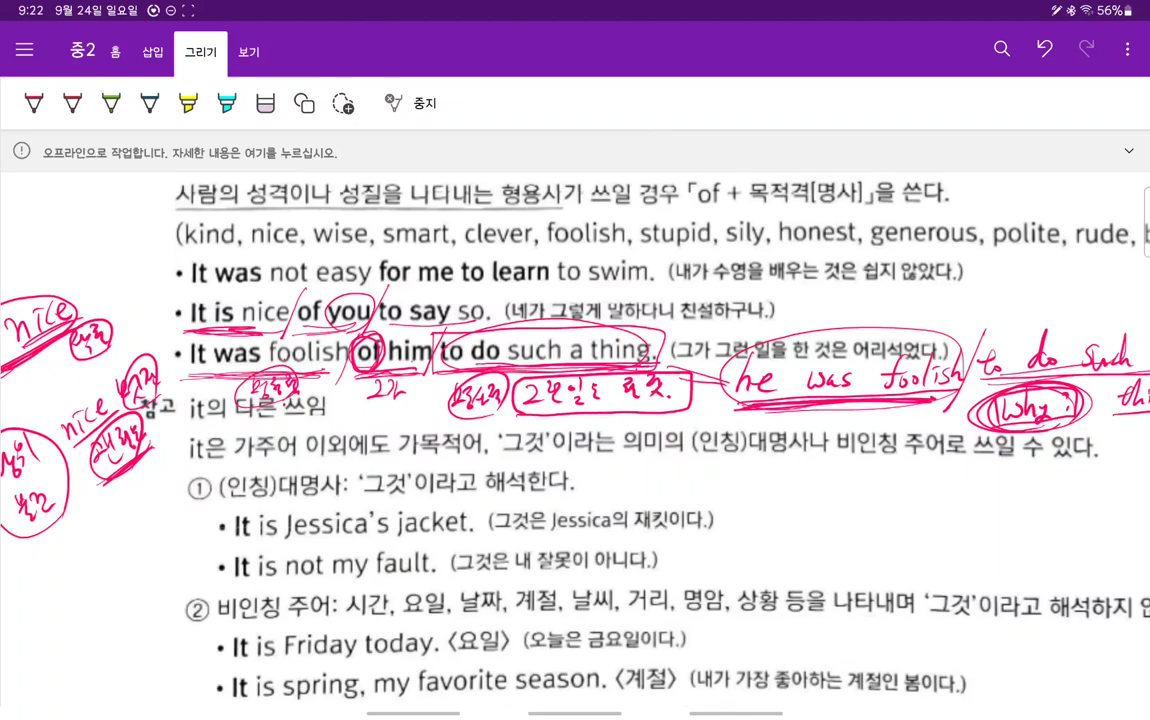 9:22 9월 24일 일요일 56%
중2 홈 삽입 그리기 보기
중지
오프라인으로 작업합니다. 자세한 내용은 여기를 누르십시오.
사람의 성격이나 성질을 나타내는 형용사가 쓰일 경우 「of + 목적격[명사]」을 쓴다.
(kind, nice, wise, smart, clever, foolish, stupid, sily, honest, generous, polite, rude,
• It was not easy for me to learn to swim. (내가 수영을 배우는 것은 쉽지 않았다.)
• It is nice of you to say so. (네가 그렇게 말하다니 친설하구나.)
nice
• It was foolish of him to do such a thing. (그가 그런 일을 한 것은 어리석었다.)
he was foolish to do such
Why?
nice
참고 it의 다른 쓰임
it은 가주어 이외에도 가목적어, ‘그것’이라는 의미의 (인칭)대명사나 비인칭 주어로 쓰일 수 있다.
① (인칭)대명사: ‘그것’이라고 해석한다.
• It is Jessica’s jacket. (그것은 Jessica의 재킷이다.)
• It is not my fault. (그것은 내 잘못이 아니다.)
② 비인칭 주어: 시간, 요일, 날짜, 계절, 날씨, 거리, 명암, 상황 등을 나타내며 ‘그것’이라고 해석하지
• It is Friday today. 〈요일〉 (오늘은 금요일이다.)
• It is spring, my favorite season. 〈계절〉 (내가 가장 좋아하는 계절인 봄이다.)